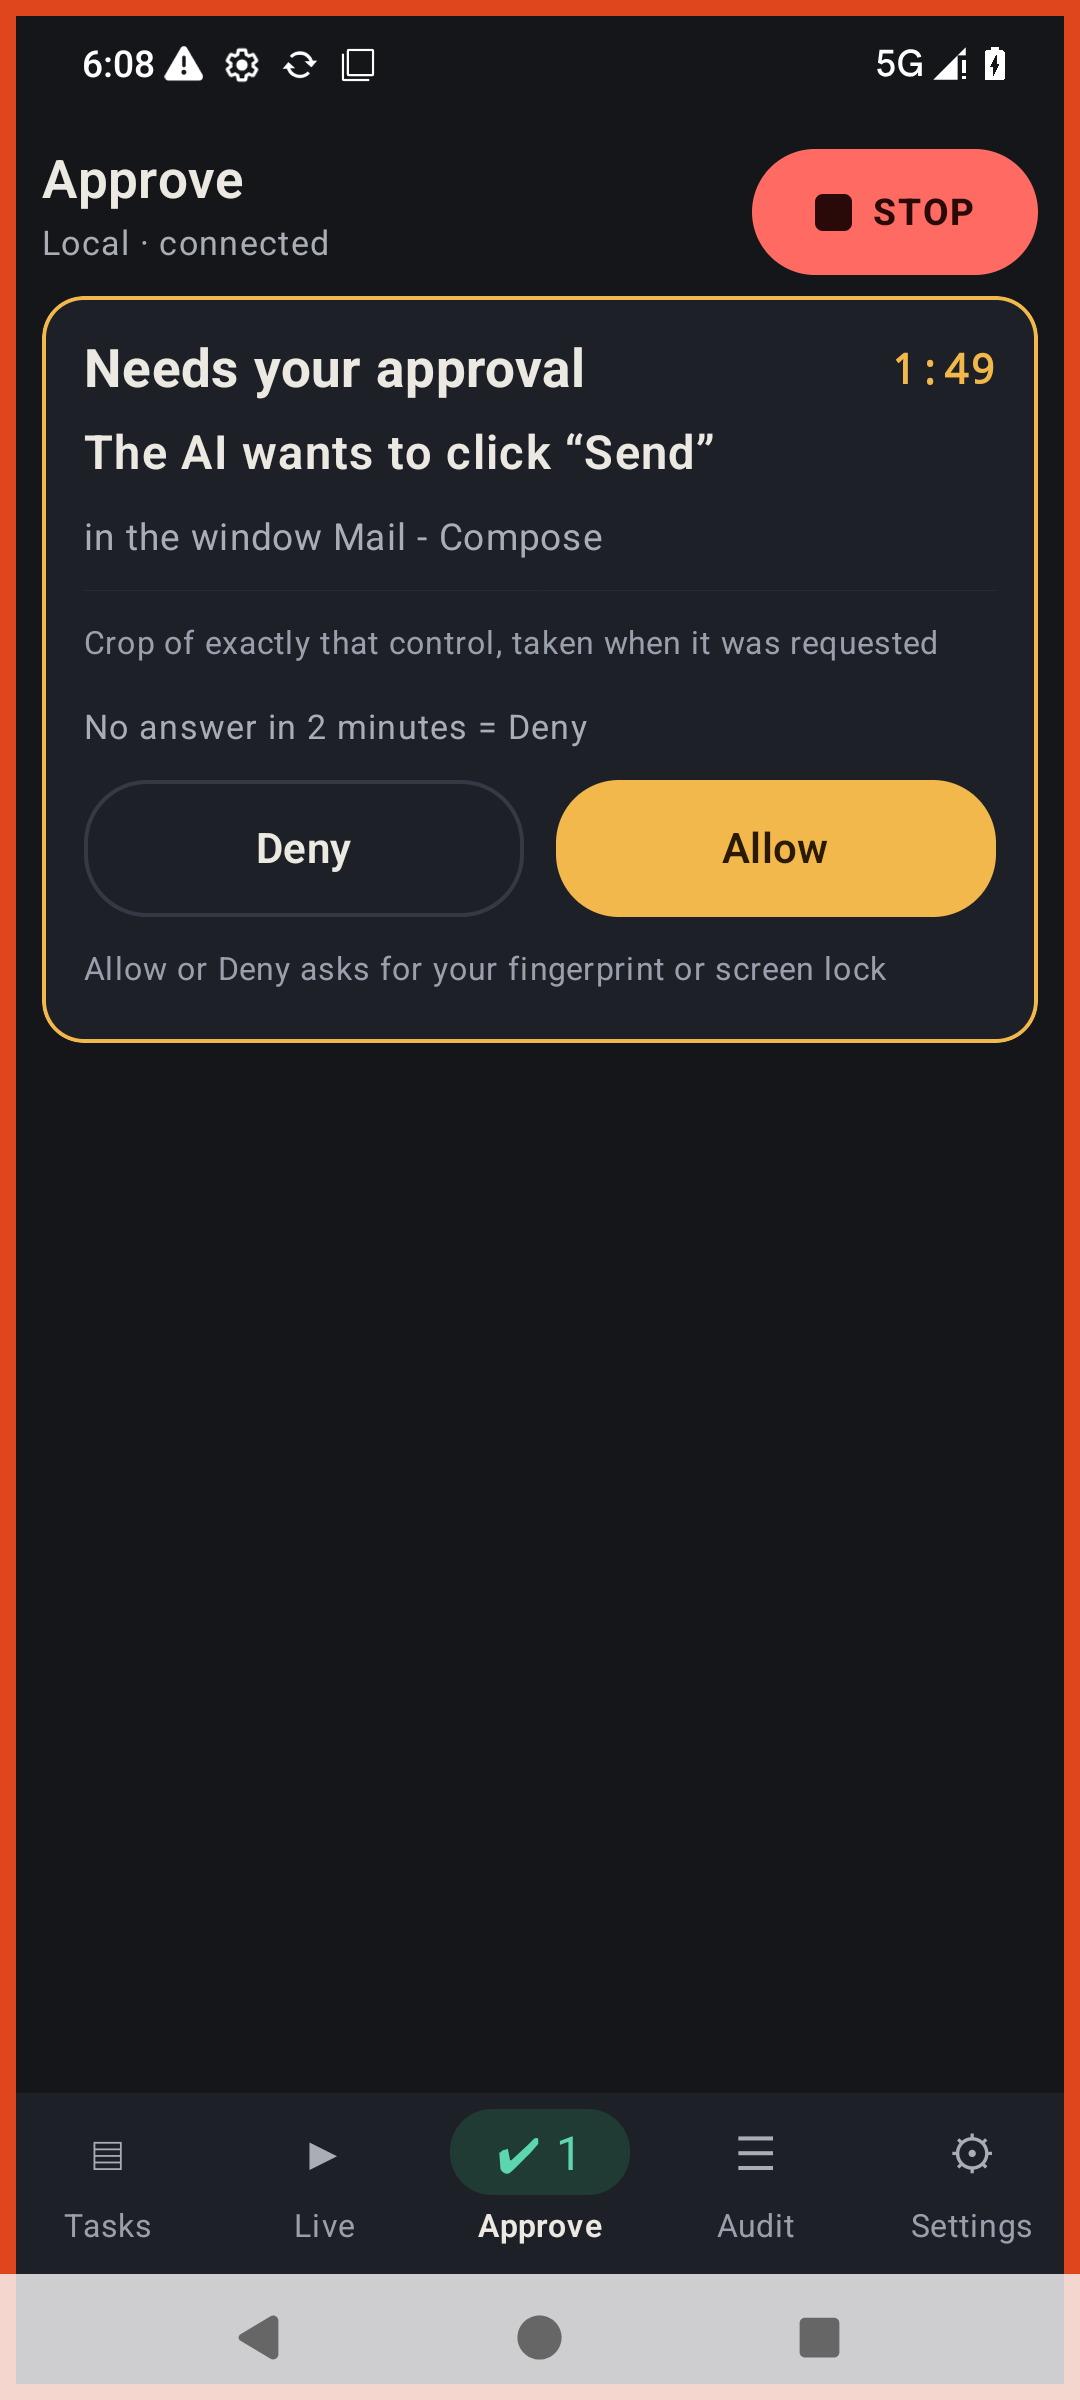 6:08
5G
Approve
Local · connected
STOP
Needs your approval
1:49
The AI wants to click “Send”
in the window Mail - Compose
Crop of exactly that control, taken when it was requested
No answer in 2 minutes = Deny
Deny
Allow
Allow or Deny asks for your fingerprint or screen lock
✔ 1
Tasks
Live
Approve
Audit
Settings